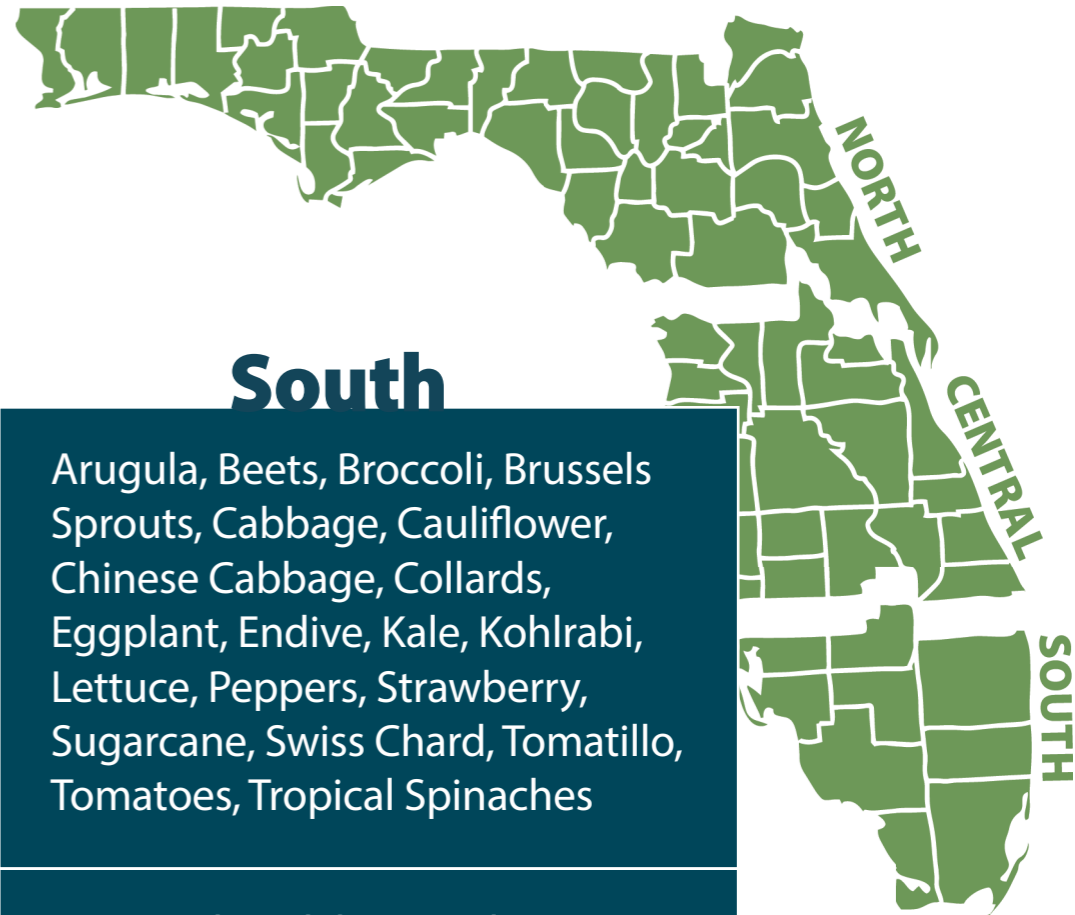 NORTH
South
CENTRAL
Arugula, Beets, Broccoli, Brussels
Sprouts, Cabbage, Cauliflower,
Chinese Cabbage, Collards,
Eggplant, Endive, Kale, Kohlrabi,
Lettuce, Peppers, Strawberry,
Sugarcane, Swiss Chard, Tomatillo,
Tomatoes, Tropical Spinaches
SOUTH